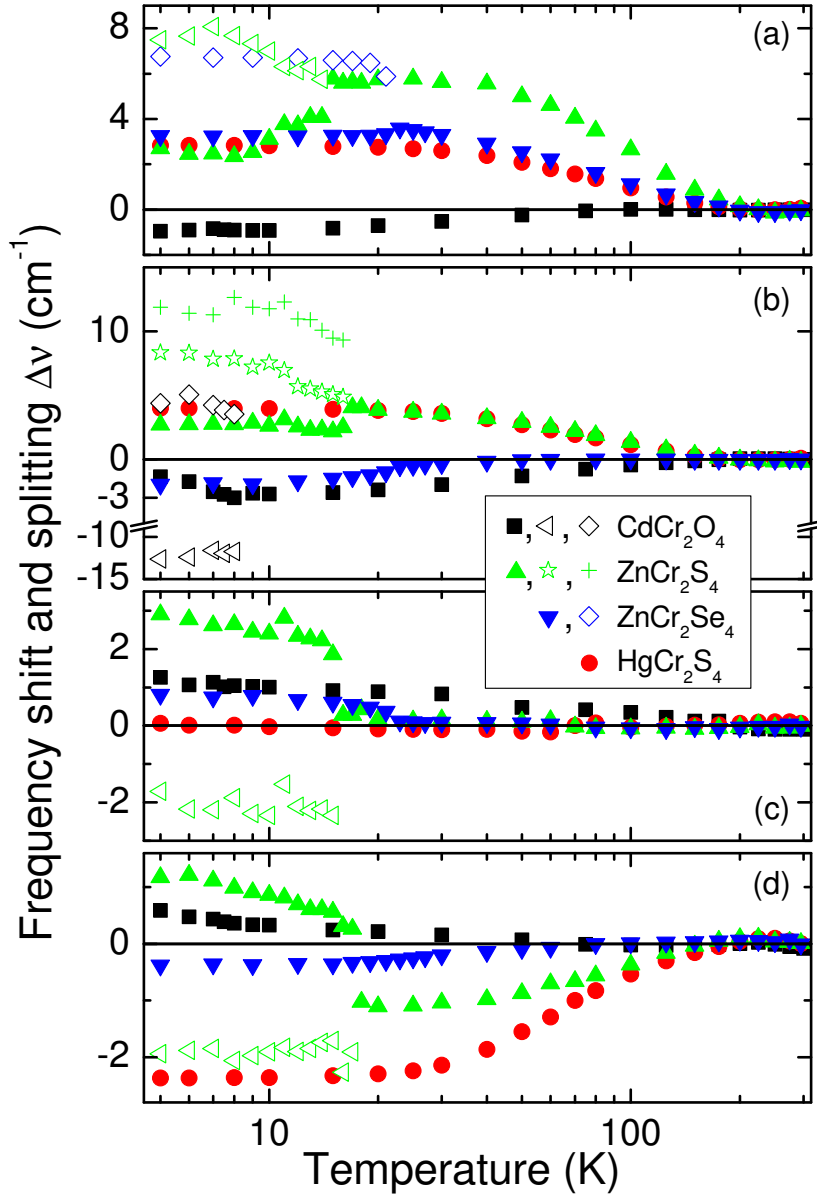 Frequency shift and splitting Δν (cm⁻¹)
8
4
0
(a)
10
0
-3
-10
-15
(b)
■,◁,◇ CdCr₂O₄
▲,☆,+ ZnCr₂S₄
▼,◇ ZnCr₂Se₄
● HgCr₂S₄
2
0
-2
(c)
0
-2
(d)
10 100
Temperature (K)